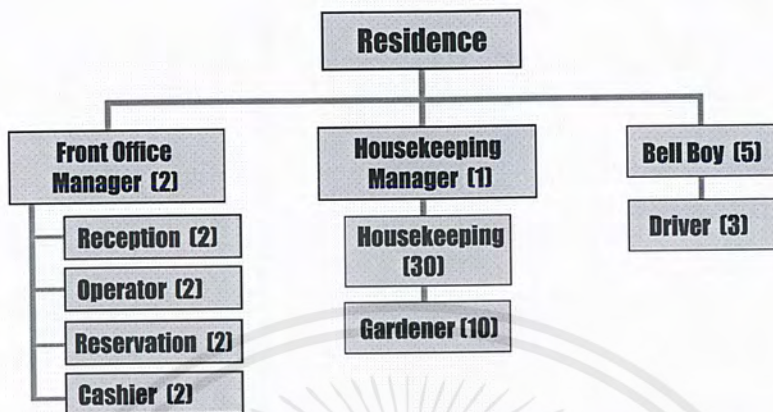 Residence
Front Office
Manager (2)
Reception (2)
Operator (2)
Reservation (2)
Cashier (2)
Housekeeping
Manager (1)
Housekeeping
(30)
Gardener (10)
Bell Boy (5)
Driver (3)